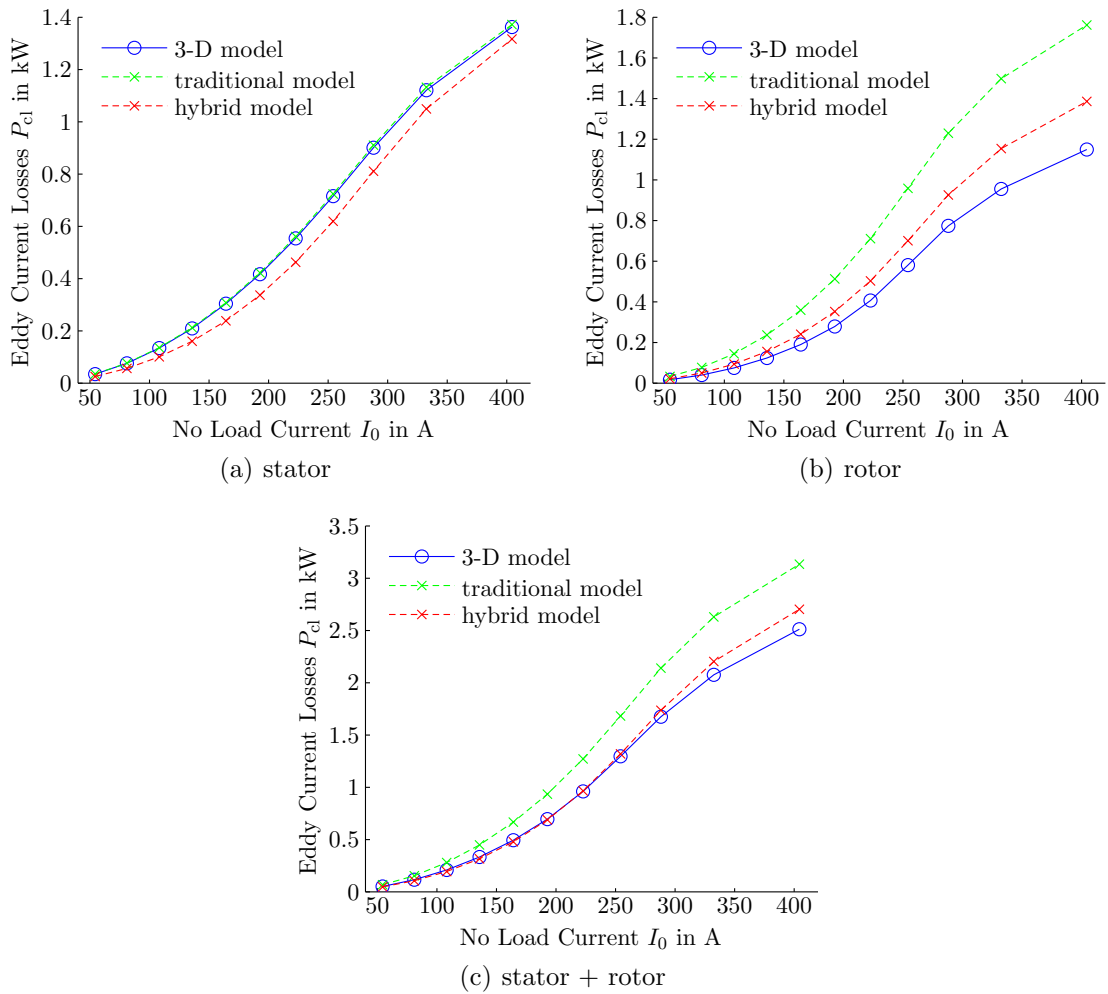 1.4
1.2
1
0.8
0.6
0.4
0.2
0
Eddy Current Losses P_cl in kW
3-D model
traditional model
hybrid model
50 100 150 200 250 300 350 400
No Load Current I_0 in A
(a) stator
1.8
1.6
1.4
1.2
1
0.8
0.6
0.4
0.2
0
Eddy Current Losses P_cl in kW
3-D model
traditional model
hybrid model
50 100 150 200 250 300 350 400
No Load Current I_0 in A
(b) rotor
3.5
3
2.5
2
1.5
1
0.5
0
Eddy Current Losses P_cl in kW
3-D model
traditional model
hybrid model
50 100 150 200 250 300 350 400
No Load Current I_0 in A
(c) stator + rotor